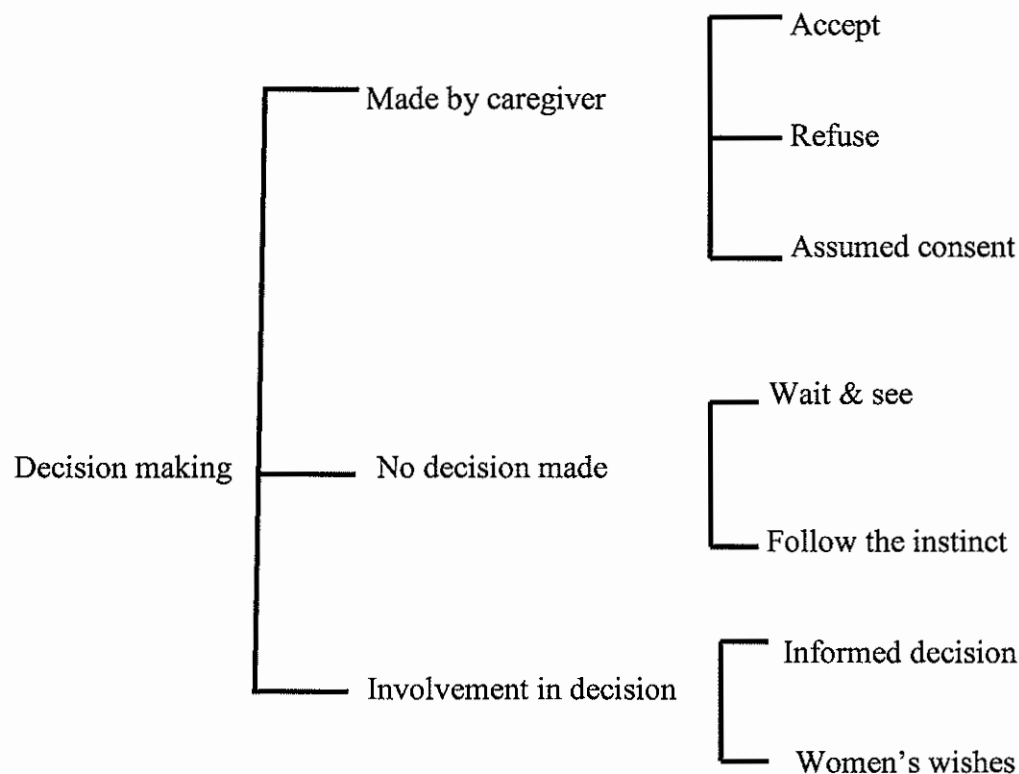 Accept
Made by caregiver
Refuse
Assumed consent
Wait & see
Decision making
No decision made
Follow the instinct
Informed decision
Involvement in decision
Women's wishes